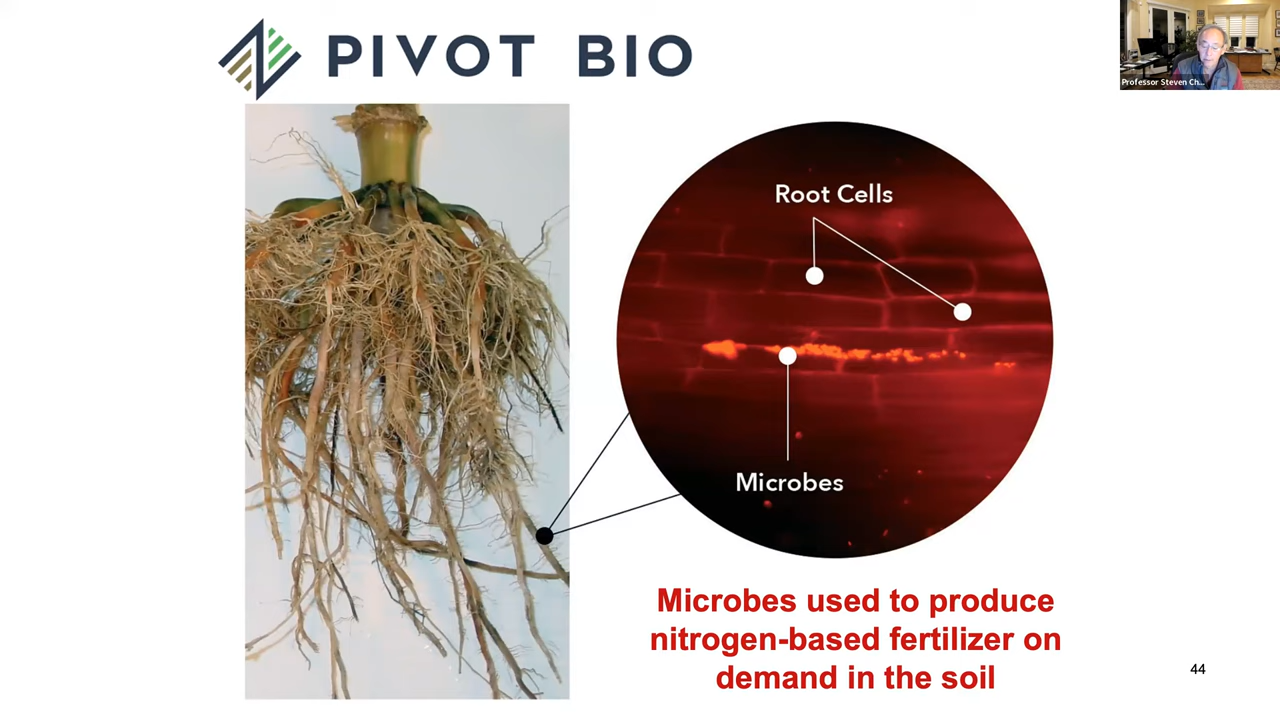 PIVOT BIO
Professor Steven Ch...
Root Cells
Microbes
Microbes used to produce
nitrogen-based fertilizer on
demand in the soil
44